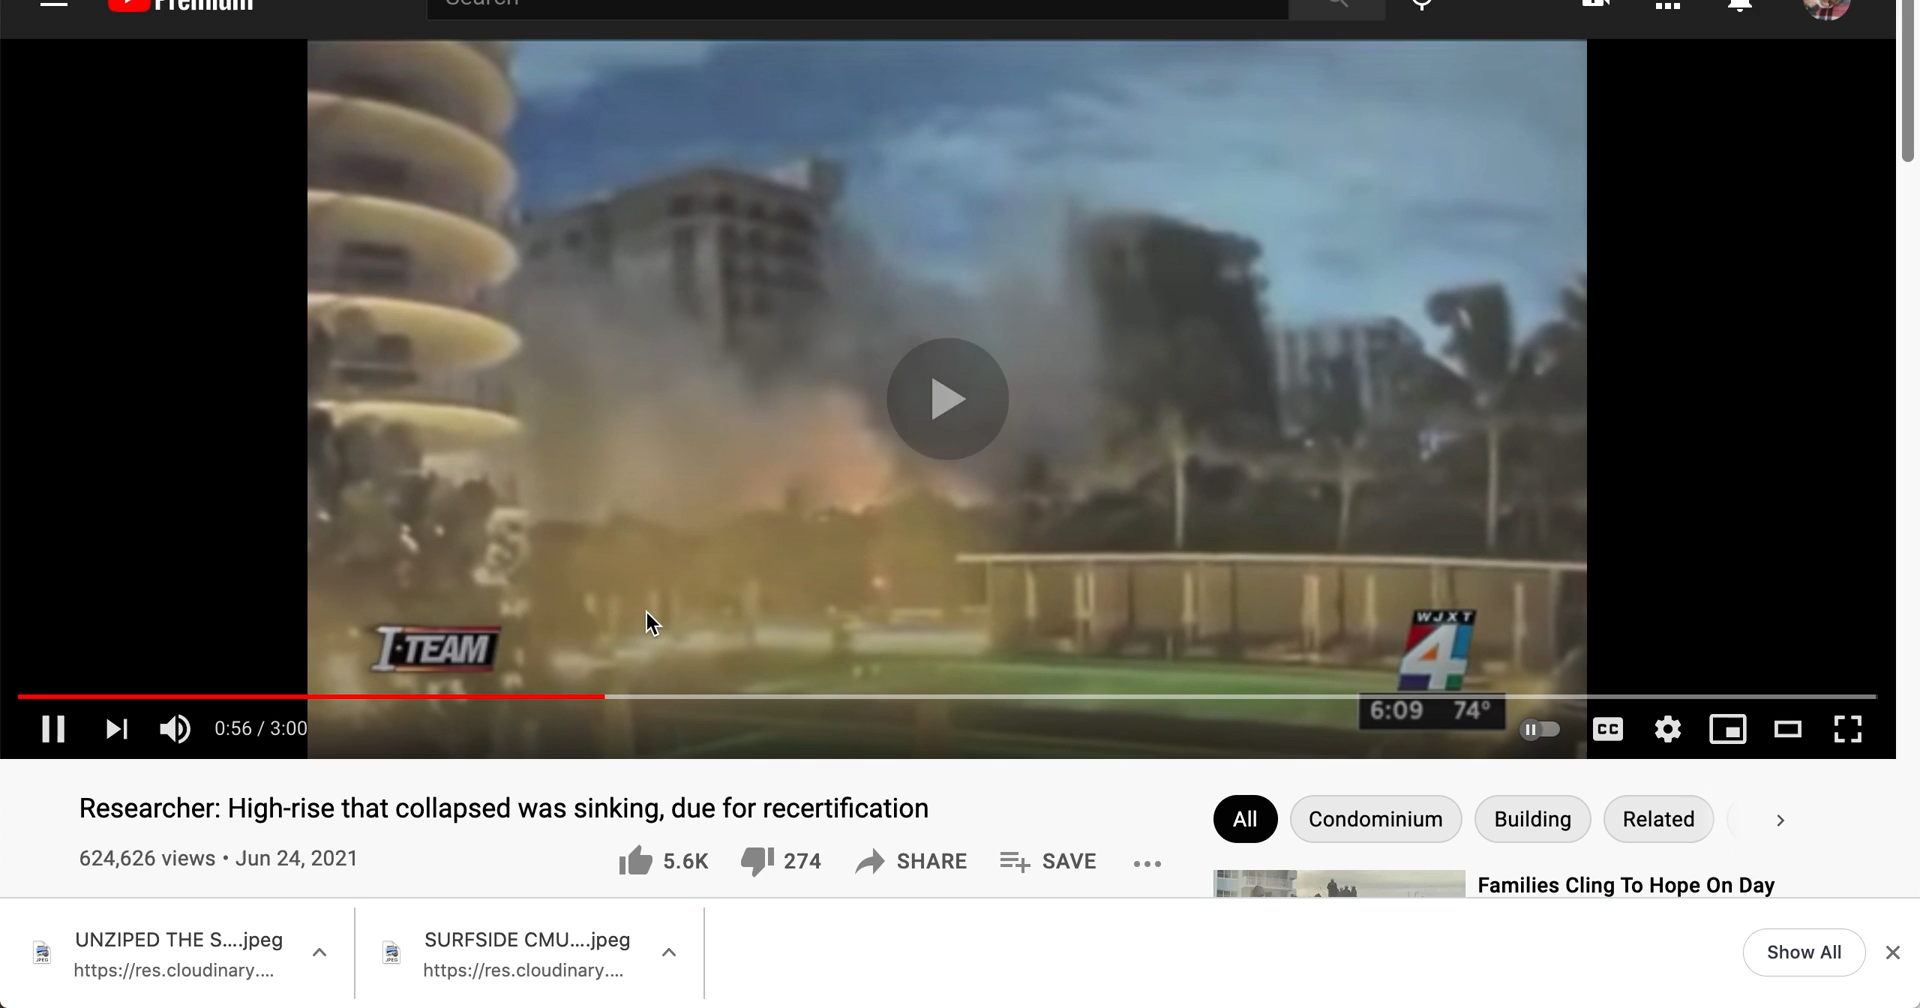 Premium
Search
I-TEAM
WJXT
4
6:09 74°
0:56 / 3:00
CC
Researcher: High-rise that collapsed was sinking, due for recertification
624,626 views • Jun 24, 2021
5.6K 274 SHARE SAVE
All Condominium Building Related
Families Cling To Hope On Day
UNZIPED THE S....jpeg
https://res.cloudinary....
SURFSIDE CMU....jpeg
https://res.cloudinary....
Show All